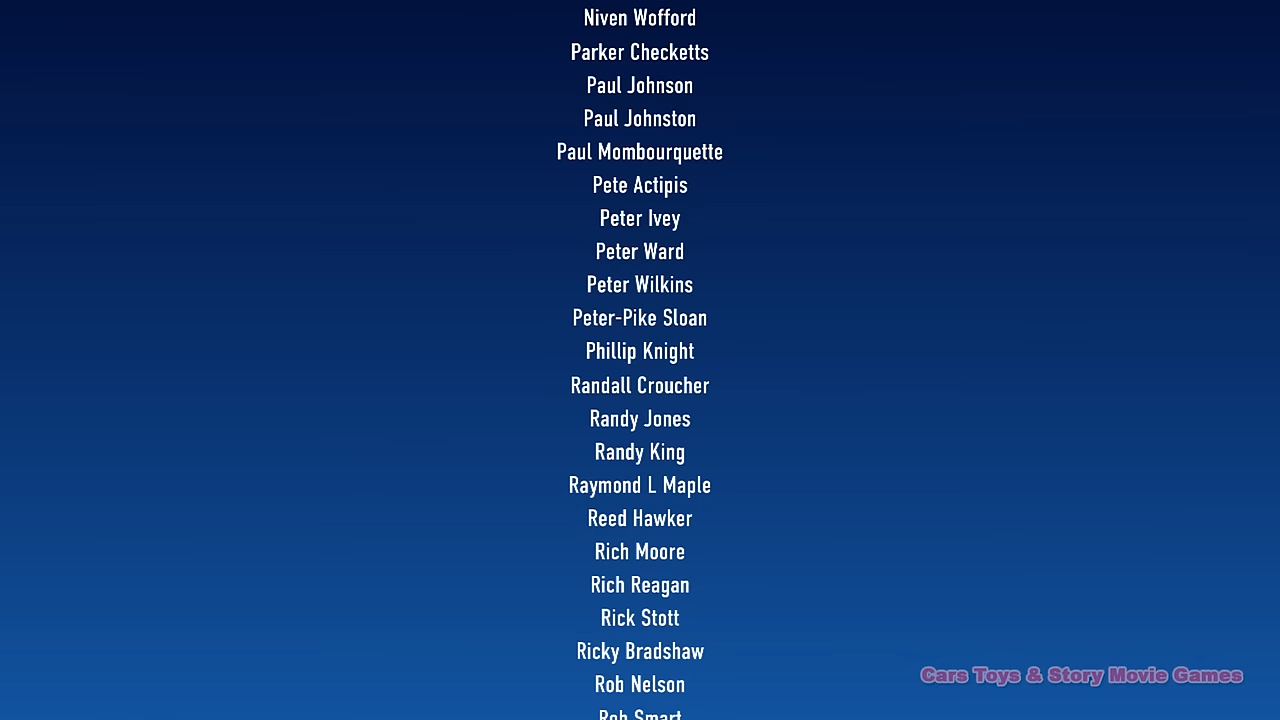 Niven Wofford
Parker Checketts
Paul Johnson
Paul Johnston
Paul Mombourquette
Pete Actipis
Peter Ivey
Peter Ward
Peter Wilkins
Peter-Pike Sloan
Phillip Knight
Randall Croucher
Randy Jones
Randy King
Raymond L Maple
Reed Hawker
Rich Moore
Rich Reagan
Rick Stott
Ricky Bradshaw
Cars Toys & Story Movie Games
Rob Nelson
Rob Smart